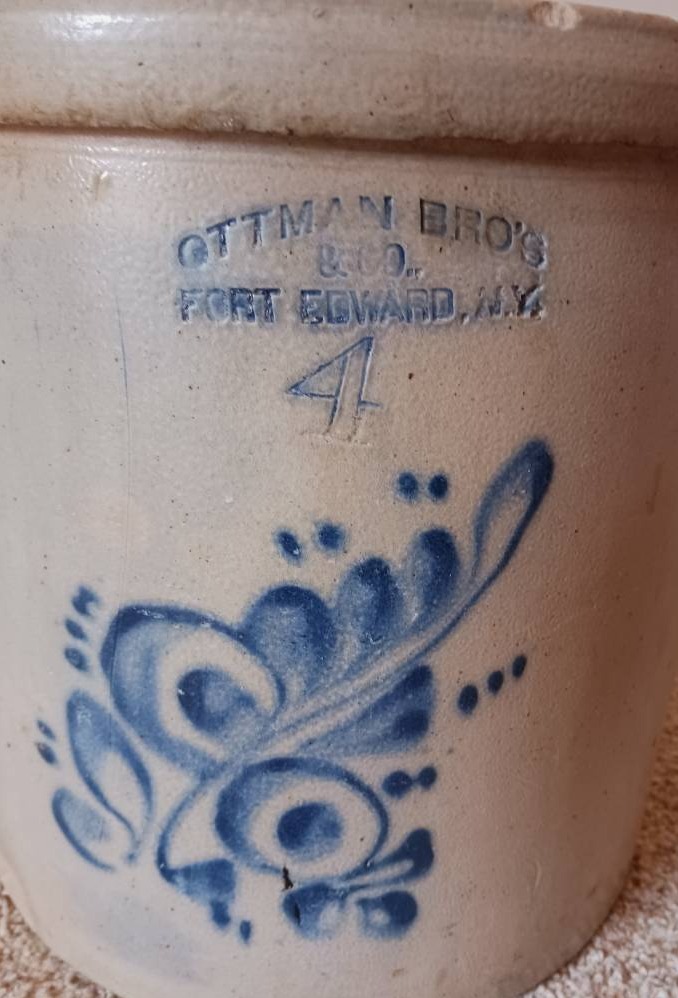 OTTMAN BRO'S
& CO.,
FORT EDWARD, N.Y.
4